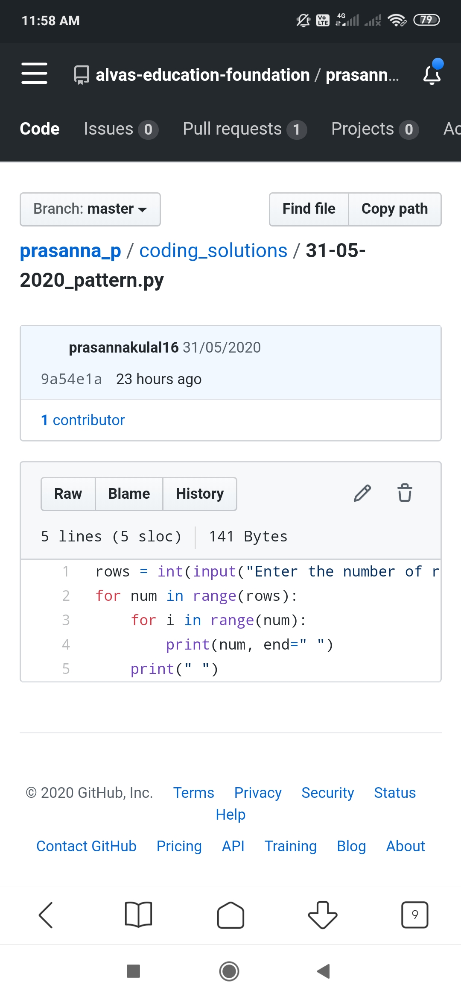 11:58 AM
Vo LTE 4G 79
alvas-education-foundation / prasann...
Code Issues 0 Pull requests 1 Projects 0 Ac
Branch: master Find file Copy path
prasanna_p / coding_solutions / 31-05-
2020_pattern.py
prasannakulal16 31/05/2020
9a54e1a 23 hours ago
1 contributor
Raw Blame History
5 lines (5 sloc) 141 Bytes
1 rows = int(input("Enter the number of r
2 for num in range(rows):
3     for i in range(num):
4         print(num, end=" ")
5     print(" ")
© 2020 GitHub, Inc. Terms Privacy Security Status
Help
Contact GitHub Pricing API Training Blog About
9